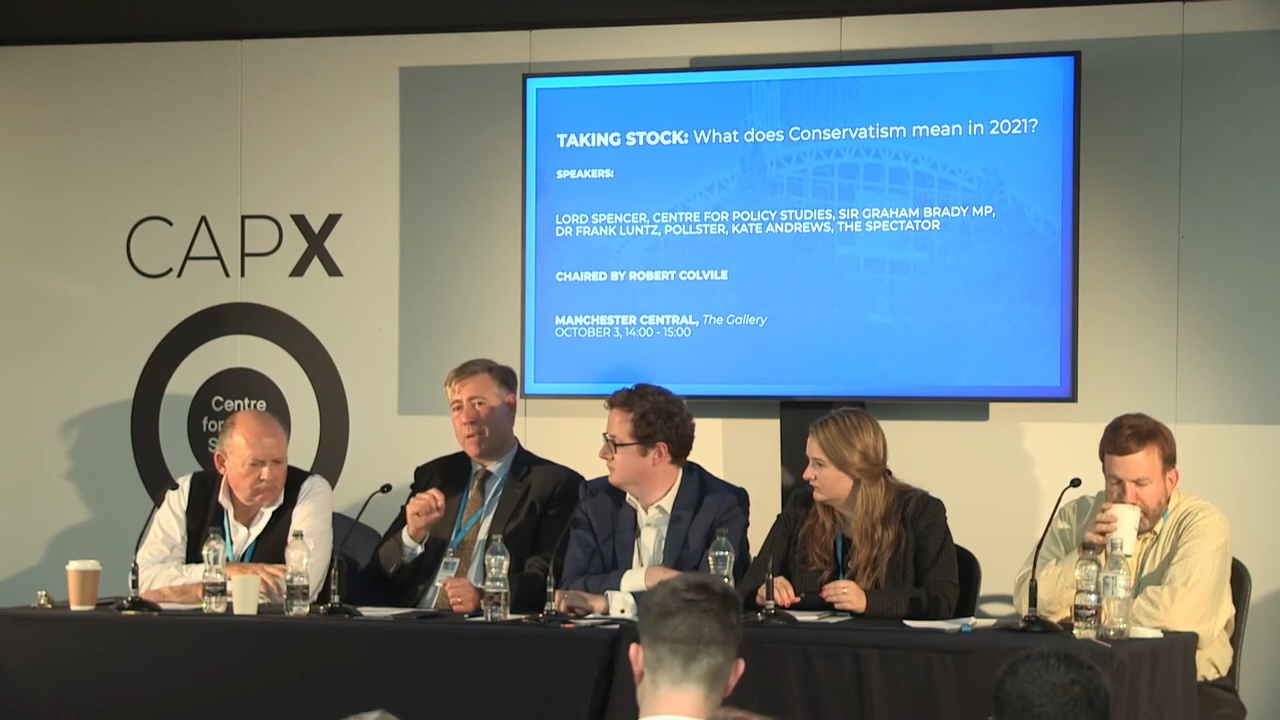 TAKING STOCK: What does Conservatism mean in 2021?
SPEAKERS:
LORD SPENCER, CENTRE FOR POLICY STUDIES, SIR GRAHAM BRADY MP,
DR FRANK LUNTZ, POLLSTER, KATE ANDREWS, THE SPECTATOR
CHAIRED BY ROBERT COLVILE
MANCHESTER CENTRAL, The Gallery
OCTOBER 3, 14:00 - 15:00
CAPX
Centre
for